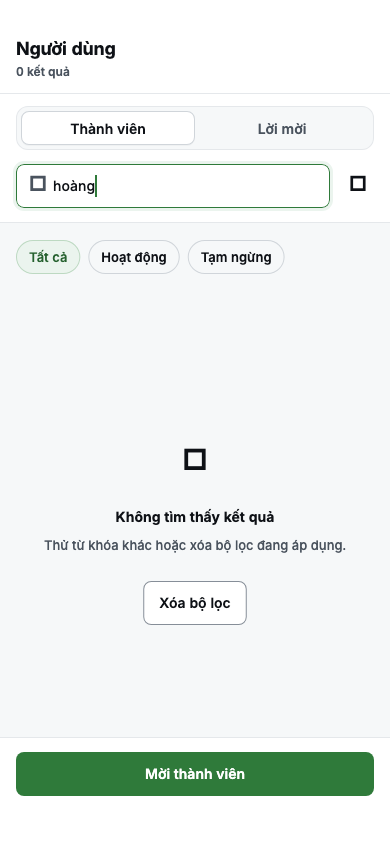 Người dùng
0 kết quả
Thành viên
Lời mời
hoàng
Tất cả
Hoạt động
Tạm ngừng
Không tìm thấy kết quả
Thử từ khóa khác hoặc xóa bộ lọc đang áp dụng.
Xóa bộ lọc
Mời thành viên